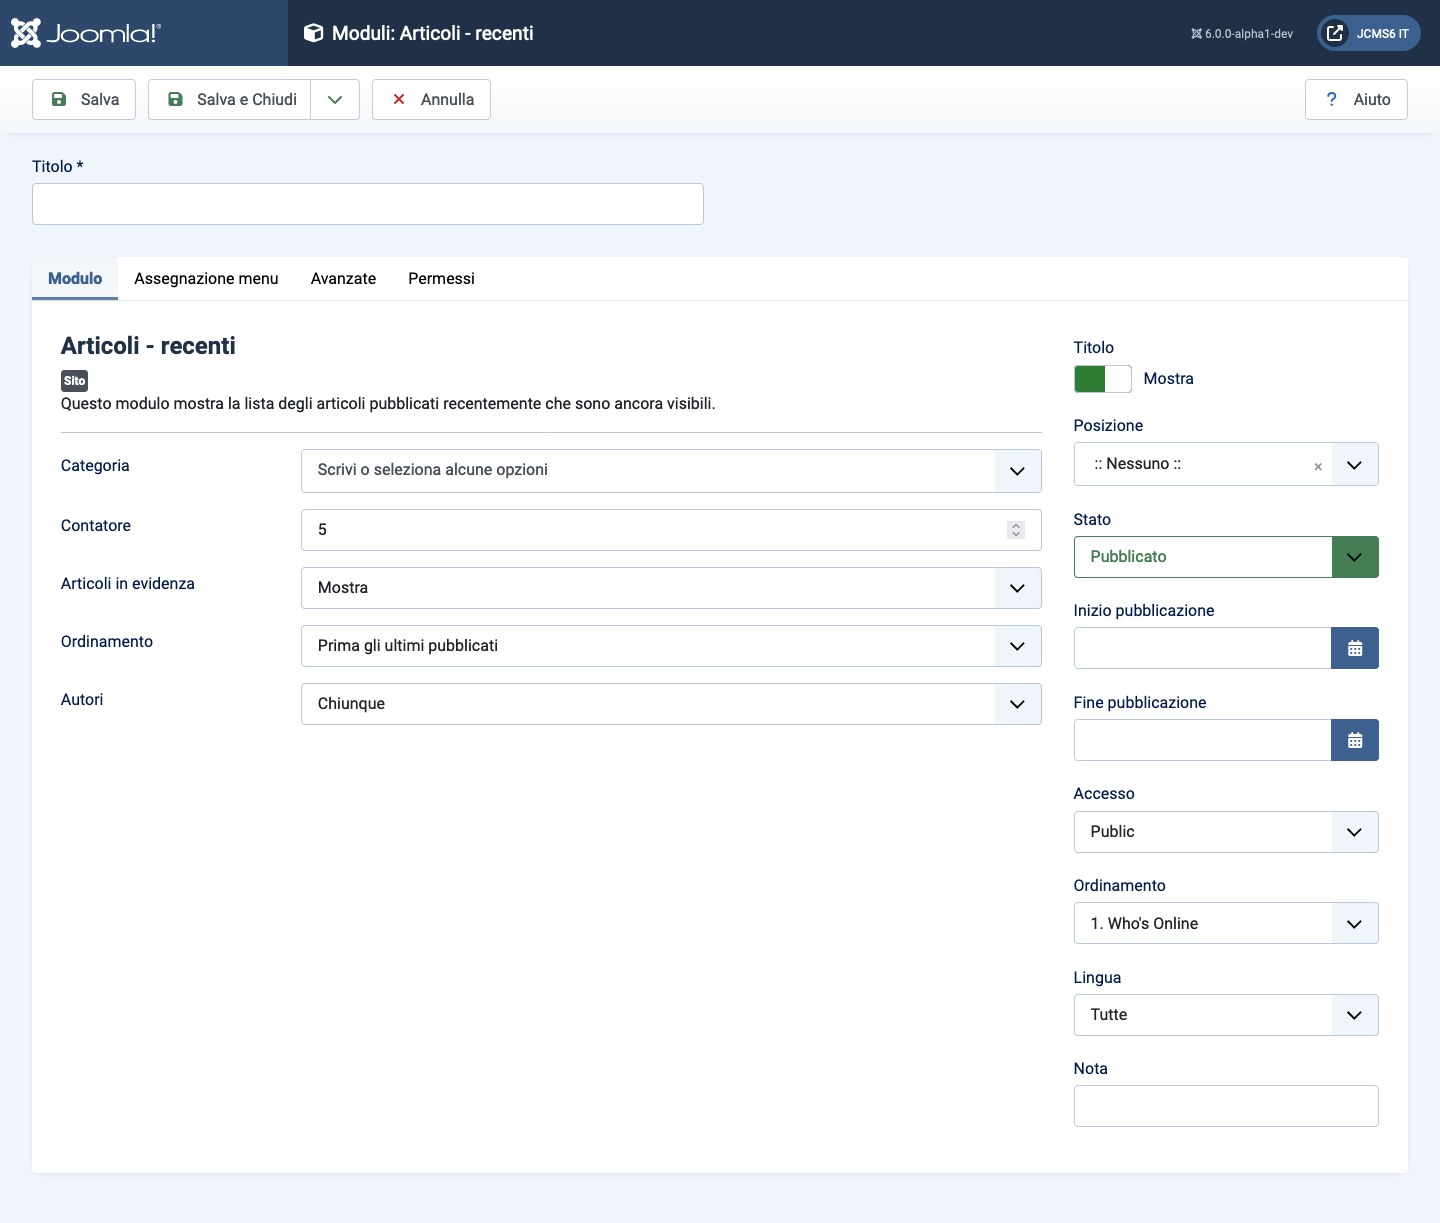 Joomla!®
Moduli: Articoli - recenti
6.0.0-alpha1-dev
JCMS6 IT
Salva
Salva e Chiudi
Annulla
? Aiuto
Titolo *
Modulo
Assegnazione menu
Avanzate
Permessi
Articoli - recenti
Sito
Questo modulo mostra la lista degli articoli pubblicati recentemente che sono ancora visibili.
Categoria
Scrivi o seleziona alcune opzioni
Contatore
5
Articoli in evidenza
Mostra
Ordinamento
Prima gli ultimi pubblicati
Autori
Chiunque
Titolo
Mostra
Posizione
:: Nessuno ::
×
Stato
Pubblicato
Inizio pubblicazione
Fine pubblicazione
Accesso
Public
Ordinamento
1. Who's Online
Lingua
Tutte
Nota